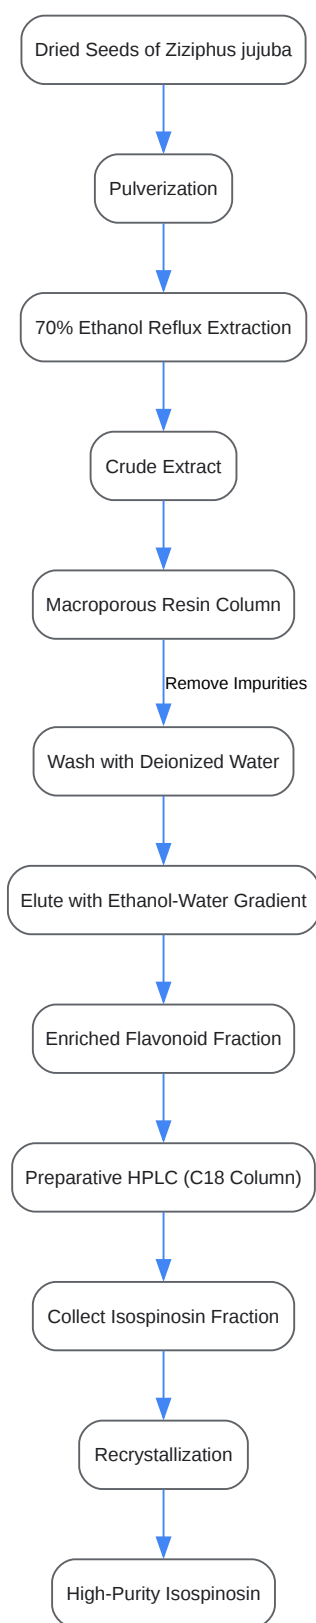 Dried Seeds of Ziziphus jujuba
Pulverization
70% Ethanol Reflux Extraction
Crude Extract
Macroporous Resin Column
Remove Impurities
Wash with Deionized Water
Elute with Ethanol-Water Gradient
Enriched Flavonoid Fraction
Preparative HPLC (C18 Column)
Collect Isospinosin Fraction
Recrystallization
High-Purity Isospinosin